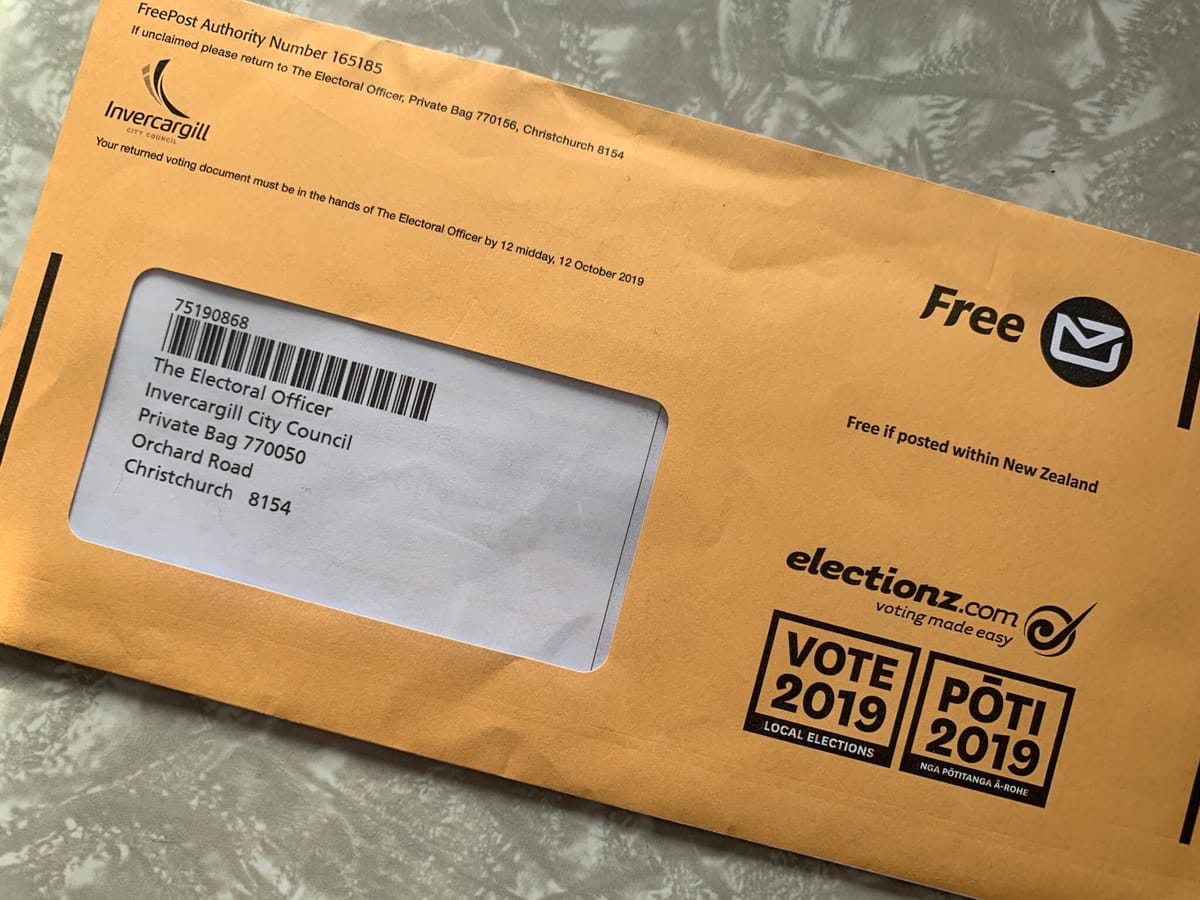 FreePost Authority Number 165185
If unclaimed please return to The Electoral Officer, Private Bag 770156, Christchurch 8154
Invercargill
CITY COUNCIL
Your returned voting document must be in the hands of The Electoral Officer by 12 midday, 12 October 2019
75190868
The Electoral Officer
Invercargill City Council
Private Bag 770050
Orchard Road
Christchurch 8154
Free
Free if posted within New Zealand
electionz.com
voting made easy
VOTE
2019
LOCAL ELECTIONS
PŌTI
2019
NGA PŌTITANGA Ā-ROHE